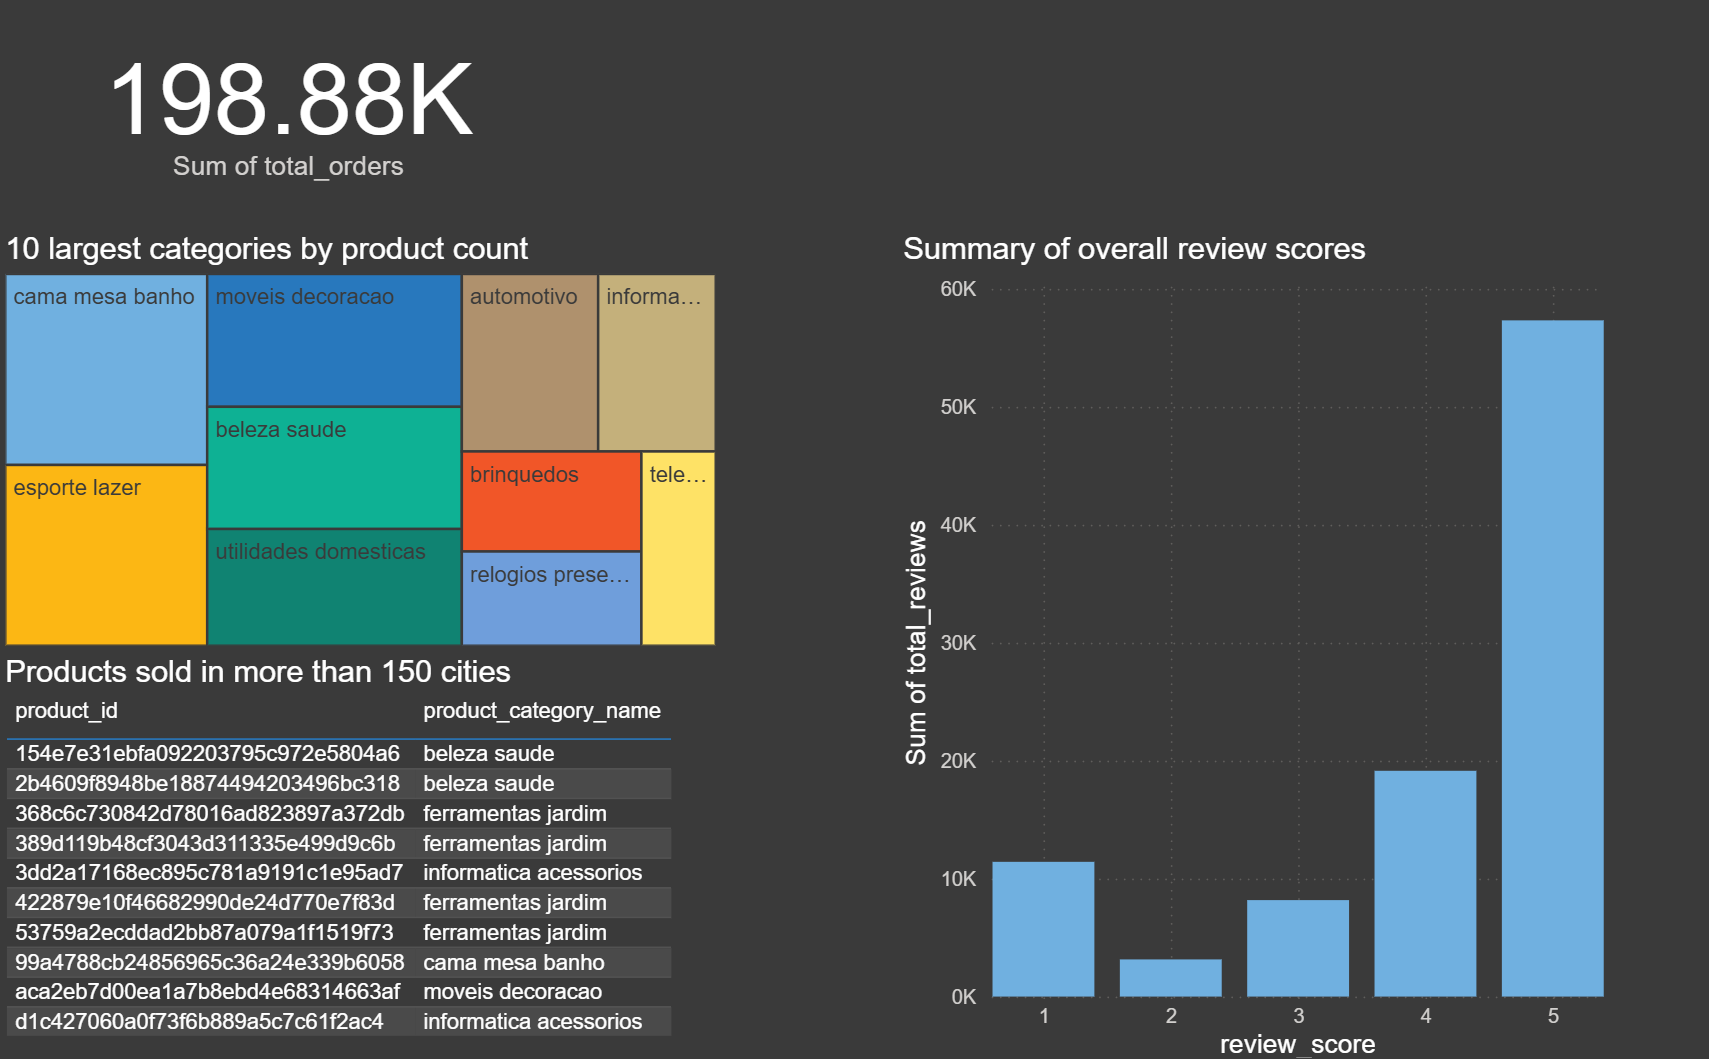 198.88K
Sum of total_orders
10 largest categories by product count
cama mesa banho
moveis decoracao
automotivo
informa…
esporte lazer
beleza saude
utilidades domesticas
brinquedos
tele…
relogios prese…
Products sold in more than 150 cities
product_id product_category_name
154e7e31ebfa092203795c972e5804a6 beleza saude
2b4609f8948be18874494203496bc318 beleza saude
368c6c730842d78016ad823897a372db ferramentas jardim
389d119b48cf3043d311335e499d9c6b ferramentas jardim
3dd2a17168ec895c781a9191c1e95ad7 informatica acessorios
422879e10f46682990de24d770e7f83d ferramentas jardim
53759a2ecddad2bb87a079a1f1519f73 ferramentas jardim
99a4788cb24856965c36a24e339b6058 cama mesa banho
aca2eb7d00ea1a7b8ebd4e68314663af moveis decoracao
d1c427060a0f73f6b889a5c7c61f2ac4 informatica acessorios
Summary of overall review scores
Sum of total_reviews
60K
50K
40K
30K
20K
10K
0K
1 2 3 4 5
review_score